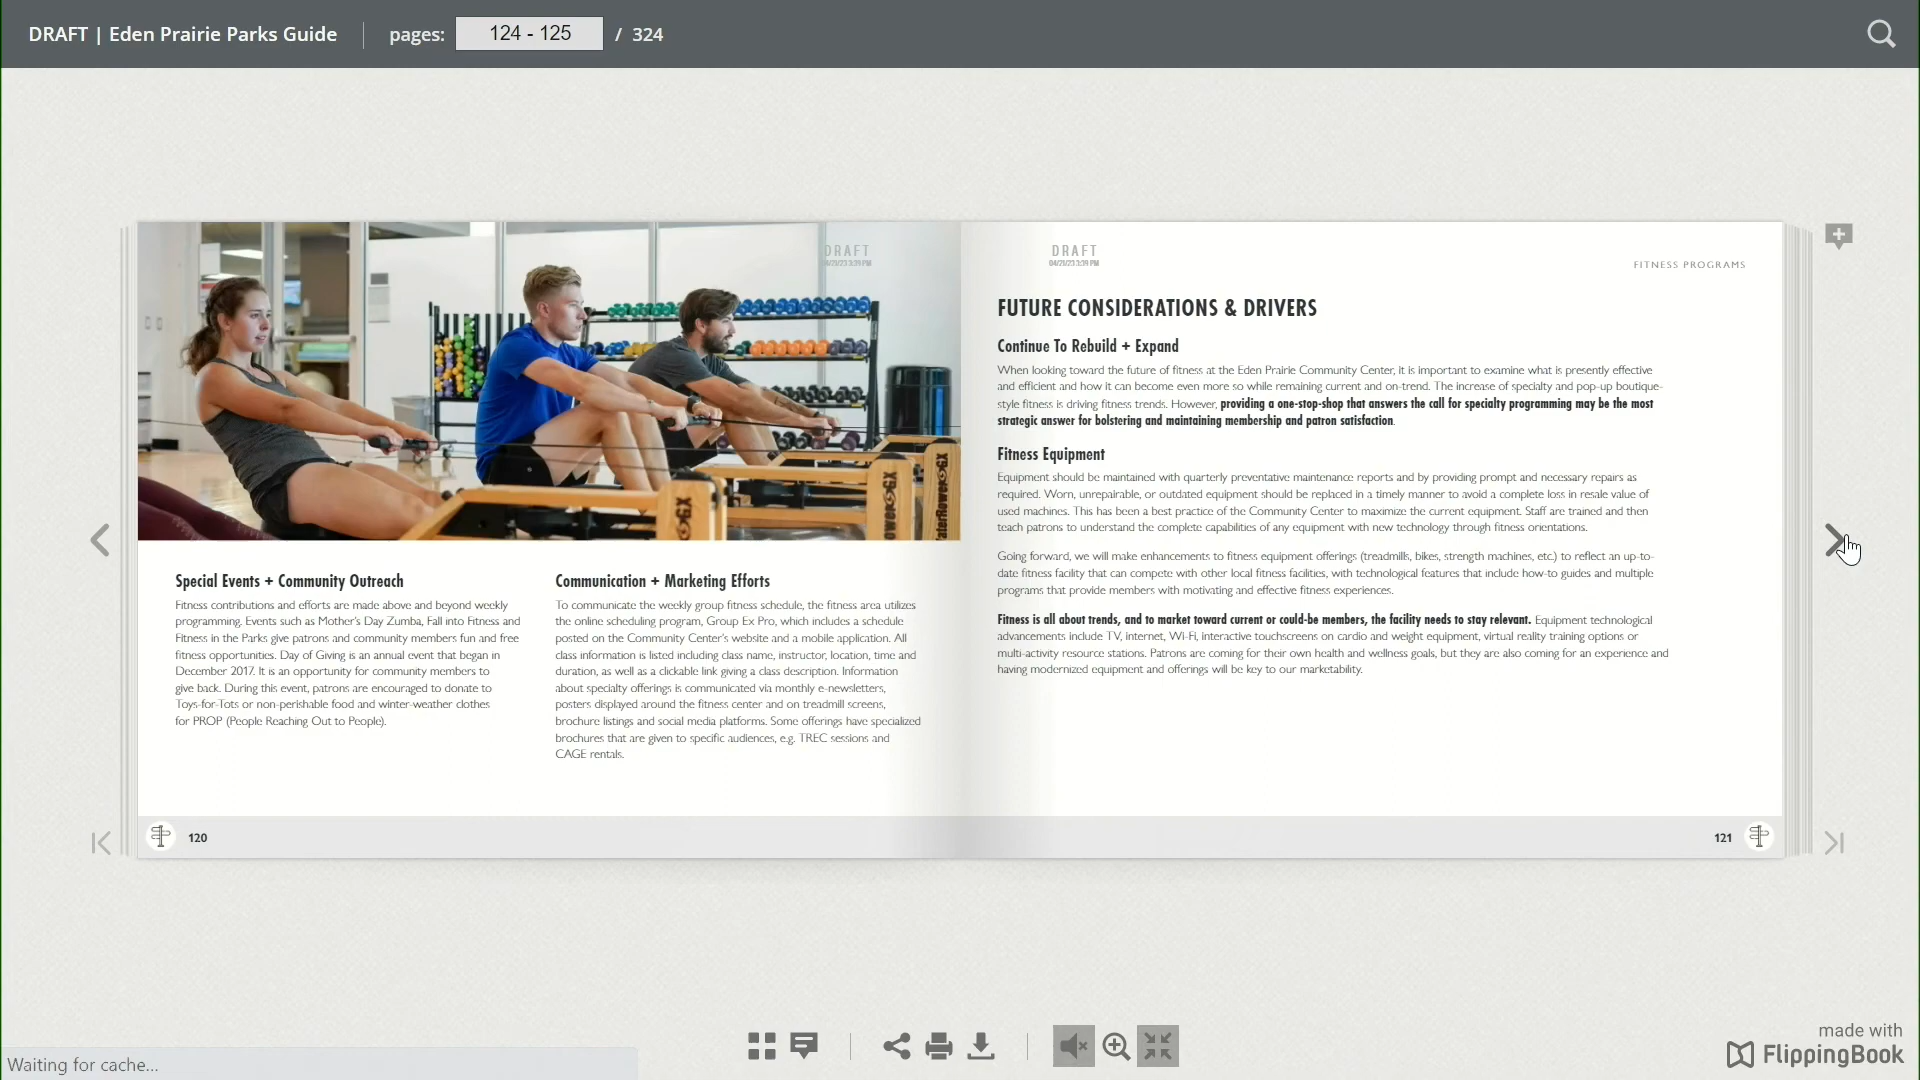 DRAFT | Eden Prairie Parks Guide
pages: 124 - 125 / 324
DRAFT
DRAFT
04/21/23 3:39 PM
FITNESS PROGRAMS
FUTURE CONSIDERATIONS & DRIVERS
Continue To Rebuild + Expand
When looking toward the future of fitness at the Eden Prairie Community Center, it is important to examine what is presently effective
and efficient and how it can become even more so while remaining current and on-trend. The increase of specialty and pop-up boutique-
style fitness is driving fitness trends. However, providing a one-stop-shop that answers the call for specialty programming may be the most
strategic answer for bolstering and maintaining membership and patron satisfaction.
Fitness Equipment
Equipment should be maintained with quarterly preventative maintenance reports and by providing prompt and necessary repairs as
required. Worn, unrepairable, or outdated equipment should be replaced in a timely manner to avoid a complete loss in resale value of
used machines. This has been a best practice of the Community Center to maximize the current equipment. Staff are trained and then
teach patrons to understand the complete capabilities of any equipment with new technology through fitness orientations.
Going forward, we will make enhancements to fitness equipment offerings (treadmills, bikes, strength machines, etc.) to reflect an up-to-
date fitness facility that can compete with other local fitness facilities, with technological features that include how-to guides and multiple
programs that provide members with motivating and effective fitness experiences.
Fitness is all about trends, and to market toward current or could-be members, the facility needs to stay relevant. Equipment technological
advancements include TV, internet, Wi-Fi, interactive touchscreens on cardio and weight equipment, virtual reality training options or
multi-activity resource stations. Patrons are coming for their own health and wellness goals, but they are also coming for an experience and
having modernized equipment and offerings will be key to our marketability.
Special Events + Community Outreach
Fitness contributions and efforts are made above and beyond weekly
programming. Events such as Mother's Day Zumba, Fall into Fitness and
Fitness in the Parks give patrons and community members fun and free
fitness opportunities. Day of Giving is an annual event that began in
December 2017. It is an opportunity for community members to
give back. During this event, patrons are encouraged to donate to
Toys-for-Tots or non-perishable food and winter-weather clothes
for PROP (People Reaching Out to People).
Communication + Marketing Efforts
To communicate the weekly group fitness schedule, the fitness area utilizes
the online scheduling program, Group Ex Pro, which includes a schedule
posted on the Community Center's website and a mobile application. All
class information is listed including class name, instructor, location, time and
duration, as well as a clickable link giving a class description. Information
about specialty offerings is communicated via monthly e-newsletters,
posters displayed around the fitness center and on treadmill screens,
brochure listings and social media platforms. Some offerings have specialized
brochures that are given to specific audiences, e.g. TREC sessions and
CAGE rentals.
120
121
Waiting for cache...
made with
FlippingBook